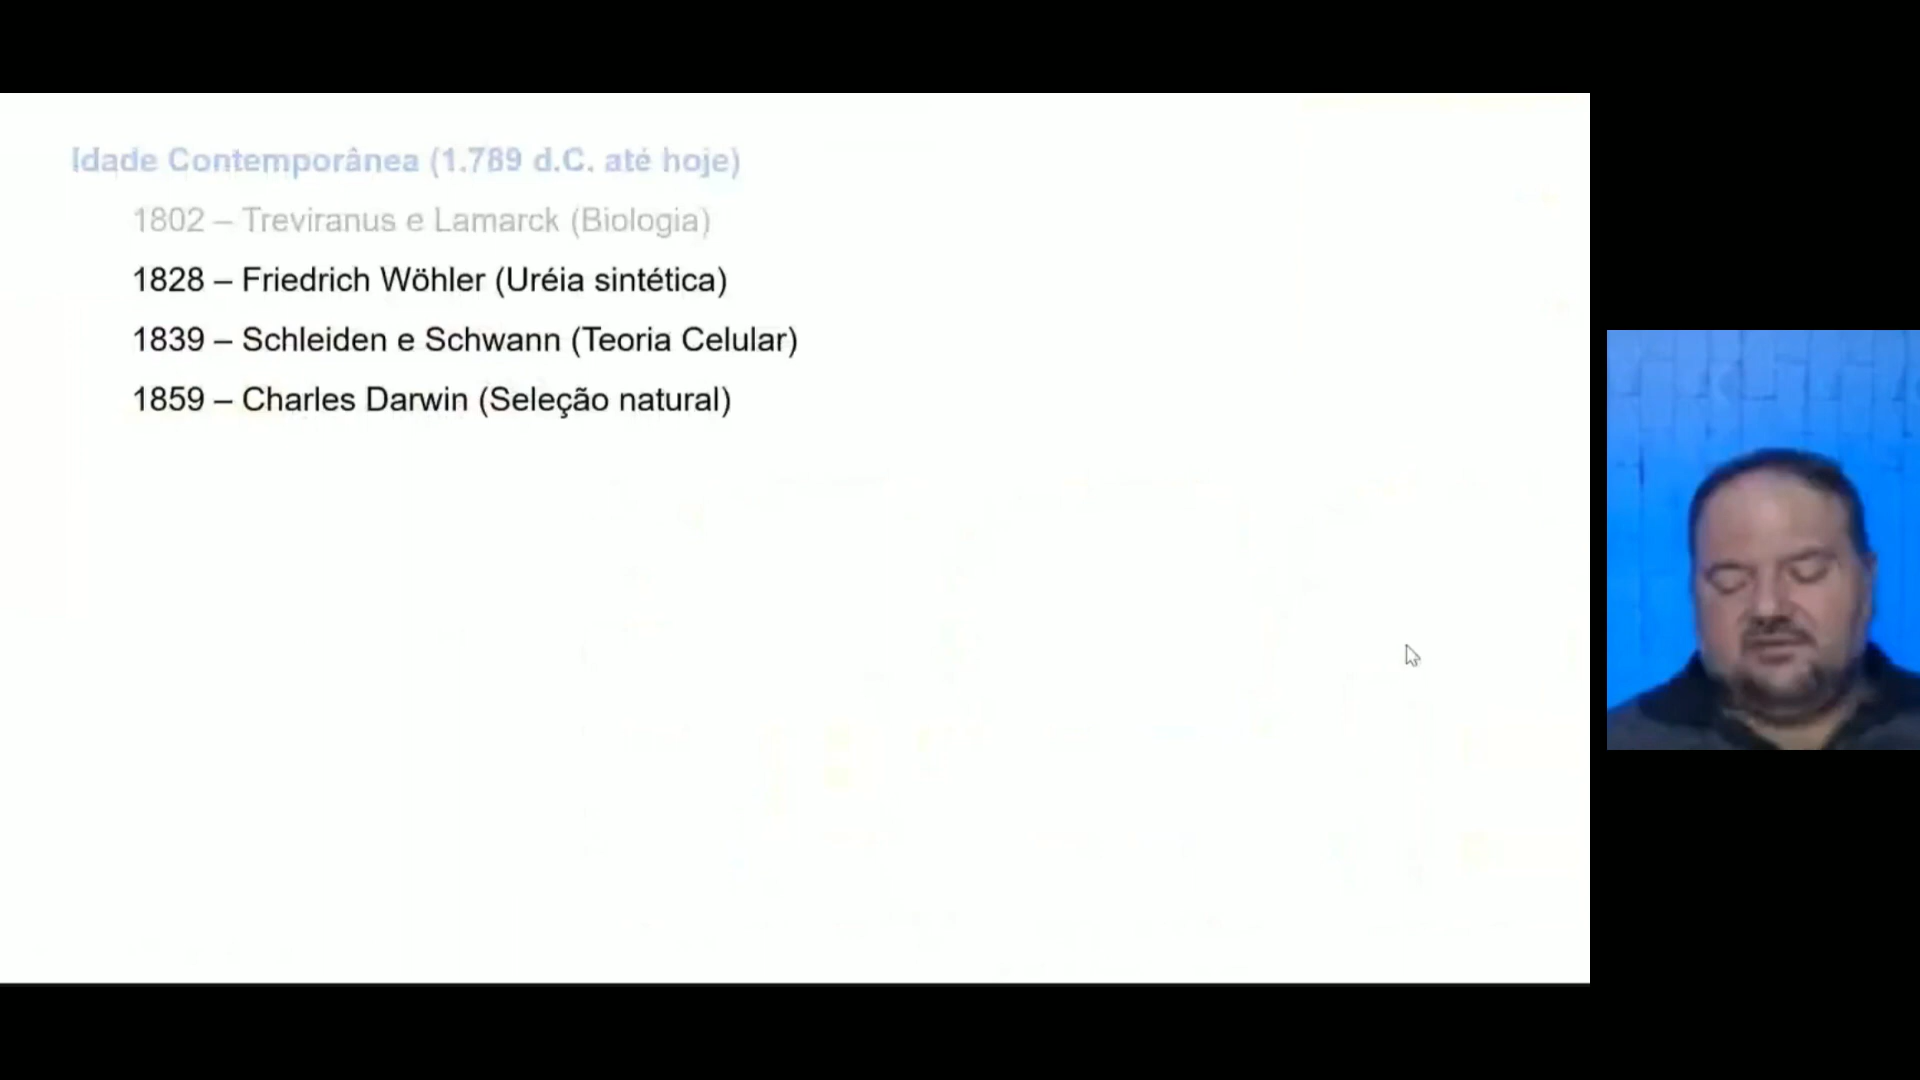 Idade Contemporânea (1.789 d.C. até hoje)
1802 – Treviranus e Lamarck (Biologia)
1828 – Friedrich Wöhler (Uréia sintética)
1839 – Schleiden e Schwann (Teoria Celular)
1859 – Charles Darwin (Seleção natural)